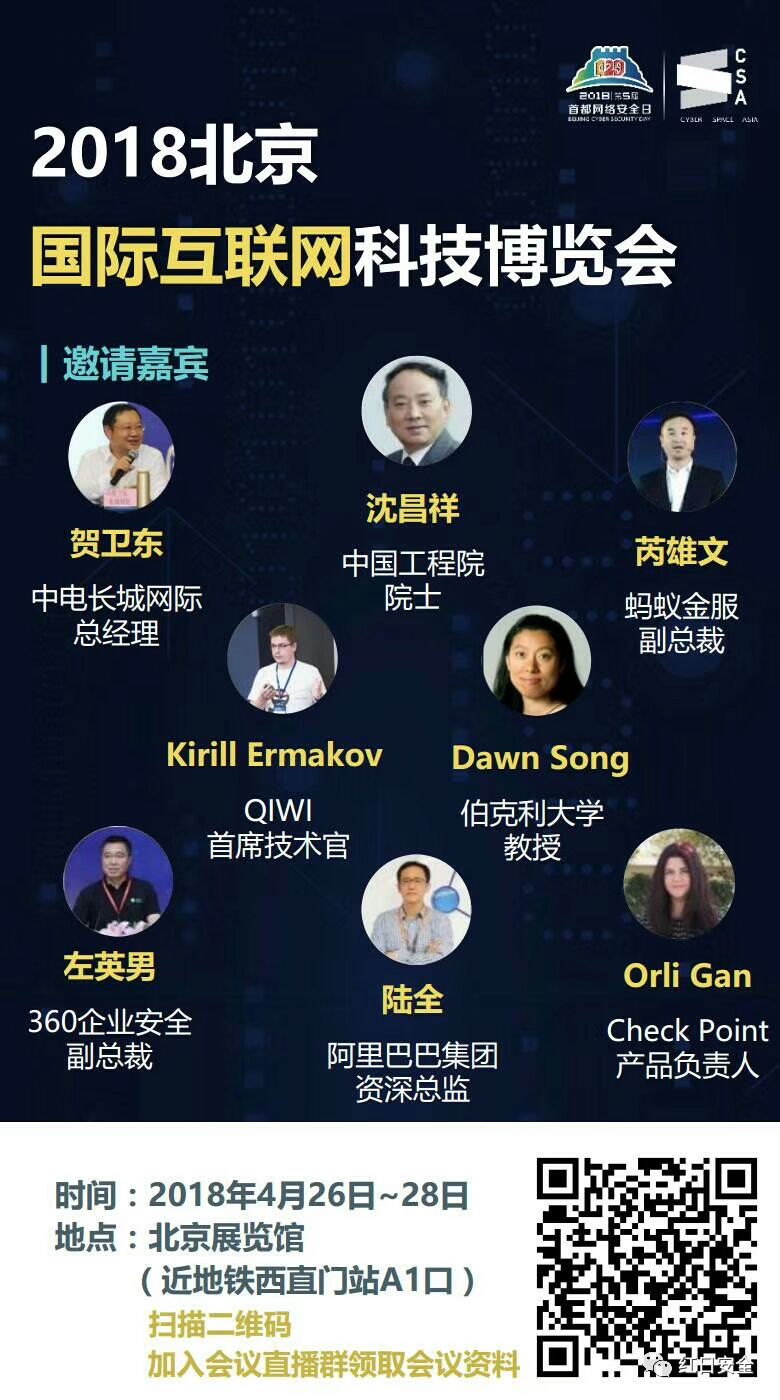 429
2018 第5届
首都网络安全日
BEIJING CYBER SECURITY DAY
CSA
CYBER SPACE ASIA
2018北京
国际互联网科技博览会
邀请嘉宾
贺卫东
中电长城网际
总经理
沈昌祥
中国工程院
院士
芮雄文
蚂蚁金服
副总裁
Kirill Ermakov
QIWI
首席技术官
Dawn Song
伯克利大学
教授
左英男
360企业安全
副总裁
陆全
阿里巴巴集团
资深总监
Orli Gan
Check Point
产品负责人
时间：2018年4月26日~28日
地点：北京展览馆
（近地铁西直门站A1口）
扫描二维码
加入会议直播群领取会议资料
红日安全